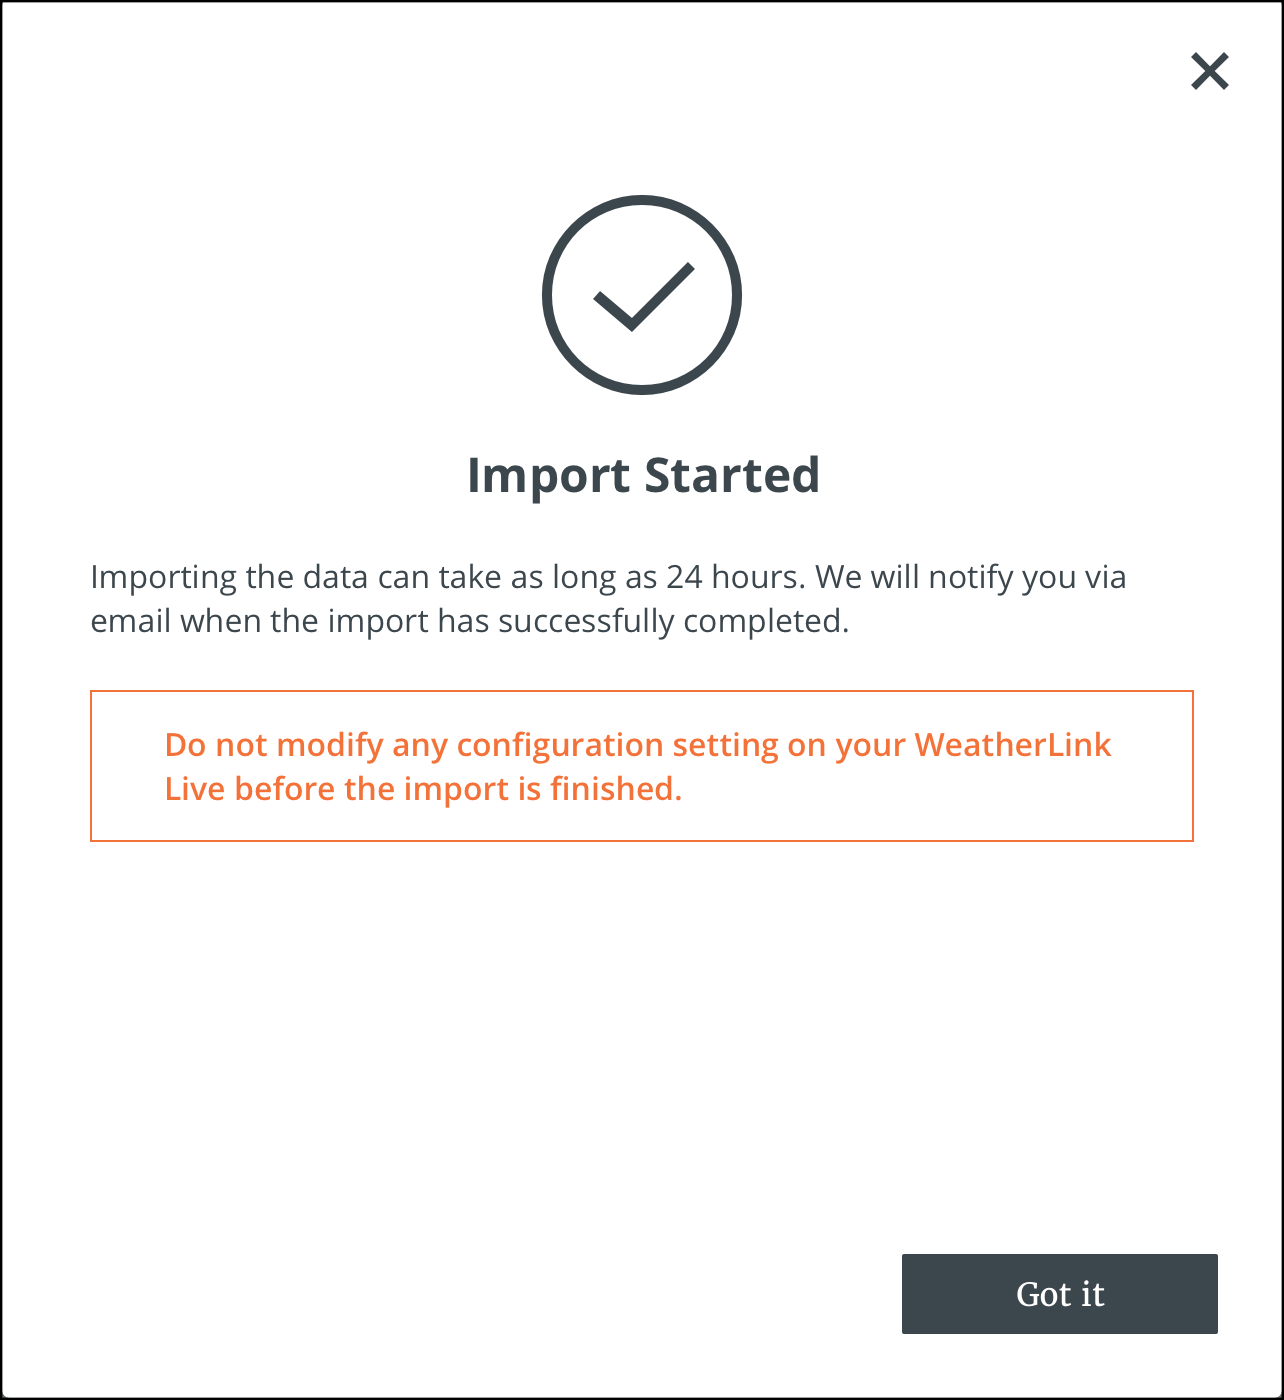 Import Started
Importing the data can take as long as 24 hours. We will notify you via
email when the import has successfully completed.
Do not modify any configuration setting on your WeatherLink
Live before the import is finished.
Got it